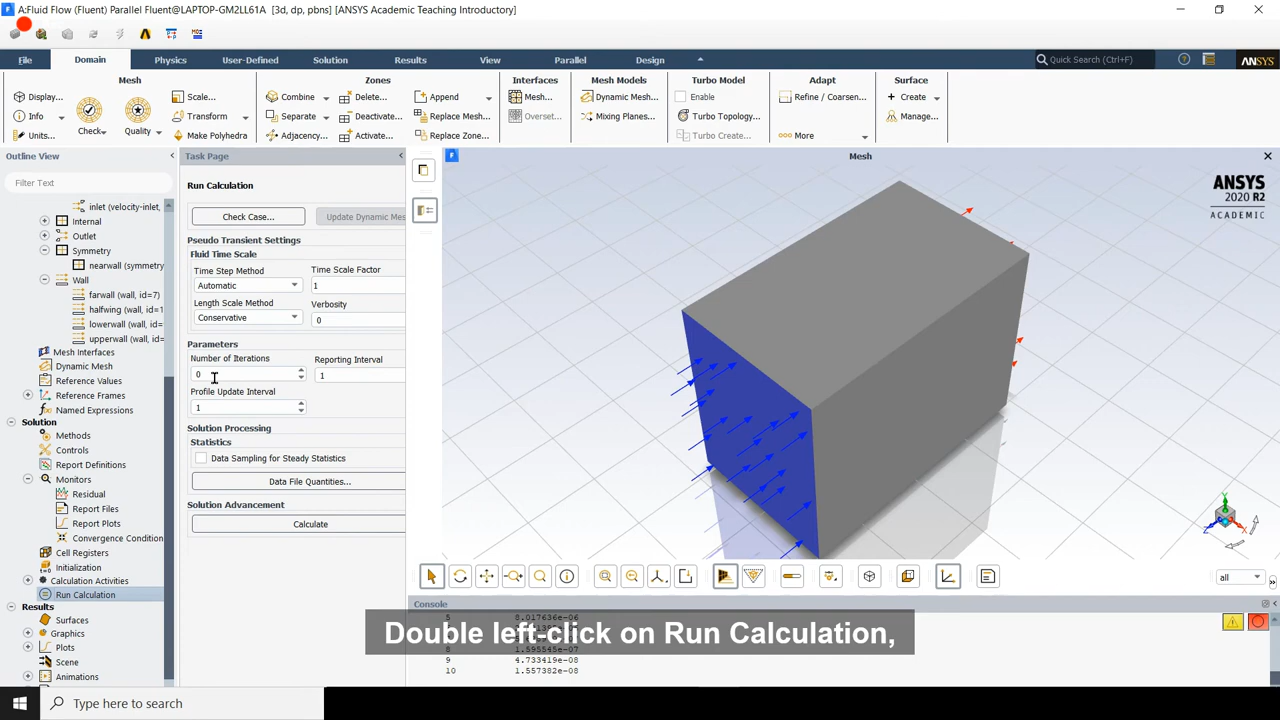 A:Fluid Flow (Fluent) Parallel Fluent@LAPTOP-GM2LL61A [3d, dp, pbns] [ANSYS Academic Teaching Introductory]
File Domain Physics User-Defined Solution Results View Parallel Design Quick Search (Ctrl+F) ANSYS
Mesh Zones Interfaces Mesh Models Turbo Model Adapt Surface
Display... Scale... Combine Delete... Append Mesh... Dynamic Mesh... Enable Refine / Coarsen... Create
Info Transform Separate Deactivate... Replace Mesh... Overset... Mixing Planes... Turbo Topology... Manage...
Units... Check Quality Make Polyhedra Adjacency... Activate... Replace Zone... Turbo Create... More
Outline View
Filter Text
inlet (velocity-inlet,
Internal
Outlet
Symmetry
nearwall (symmetry
Wall
farwall (wall, id=7)
halfwing (wall, id=1
lowerwall (wall, id=
upperwall (wall, id=
Mesh Interfaces
Dynamic Mesh
Reference Values
Reference Frames
Named Expressions
Solution
Methods
Controls
Report Definitions
Monitors
Residual
Report Files
Report Plots
Convergence Condition
Cell Registers
Initialization
Calculation Activities
Run Calculation
Results
Surfaces
Graphics
Plots
Scene
Animations
Task Page
Run Calculation
Check Case... Update Dynamic Mes
Pseudo Transient Settings
Fluid Time Scale
Time Step Method Time Scale Factor
Automatic 1
Length Scale Method Verbosity
Conservative 0
Parameters
Number of Iterations Reporting Interval
0 1
Profile Update Interval
1
Solution Processing
Statistics
Data Sampling for Steady Statistics
Data File Quantities...
Solution Advancement
Calculate
Mesh
ANSYS
2020 R2
ACADEMIC
Y
Z X
all
Console
5 8.017636e-06
8 1.595545e-07
9 4.733419e-08
10 1.557382e-08
Double left-click on Run Calculation,
Type here to search